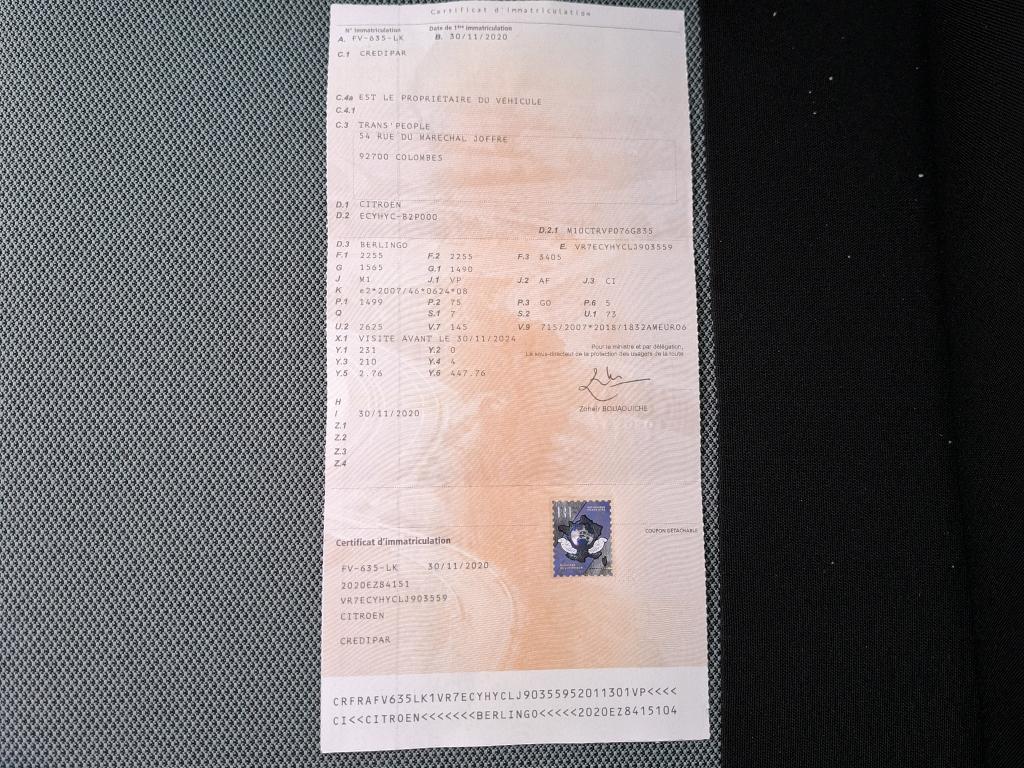 Certificat d'immatriculation
N° Immatriculation Date de 1ère immatriculation
A. FV-635-LK B. 30/11/2020
C.1 CREDIPAR
C.4a EST LE PROPRIÉTAIRE DU VÉHICULE
C.4.1
C.3 TRANS'PEOPLE
54 RUE DU MARECHAL JOFFRE
92700 COLOMBES
D.1 CITROEN
D.2 ECYHYC-B2P000
D.2.1 M10CTRVP076G835
D.3 BERLINGO E. VR7ECYHYCLJ903559
F.1 2255 F.2 2255 F.3 3405
G 1565 G.1 1490
J M1 J.1 VP J.2 AF J.3 CI
K e2*2007/46*0624*08
P.1 1499 P.2 75 P.3 GO P.6 5
Q S.1 7 S.2 U.1 73
U.2 2625 V.7 145 V.9 715/2007*2018/1832AMEURO6
X.1 VISITE AVANT LE 30/11/2024
Pour le ministre et par délégation,
Y.1 231 Y.2 0
Le sous-directeur de la protection des usagers de la route
Y.3 210 Y.4 4
Y.5 2.76 Y.6 447.76
H
Zoheir BOUAOUICHE
I 30/11/2020
Z.1
Z.2
Z.3
Z.4
COUPON DÉTACHABLE
Certificat d'immatriculation
FV-635-LK 30/11/2020
2020EZ84151
VR7ECYHYCLJ903559
CITROEN
CREDIPAR
CRFRAFV635LK1VR7ECYHYCLJ90355952011301VP<<<<
CI<<CITROEN<<<<<<<BERLINGO<<<<<2020EZ8415104